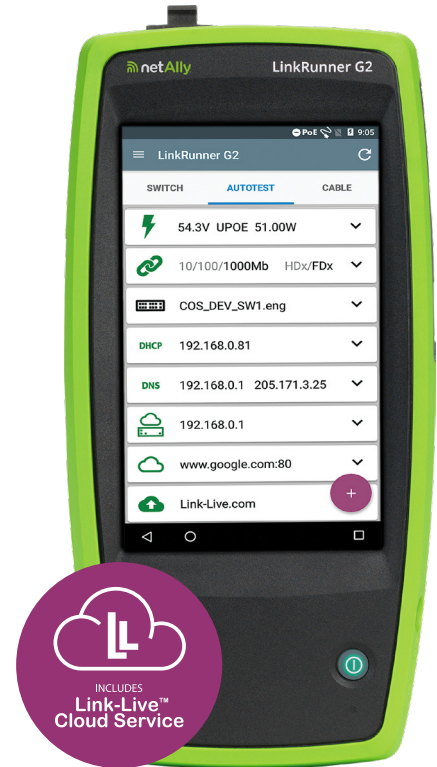 netAlly LinkRunner G2
PoE 9:05
LinkRunner G2
SWITCH AUTOTEST CABLE
54.3V UPOE 51.00W
10/100/1000Mb HDx/FDx
COS_DEV_SW1.eng
DHCP 192.168.0.81
DNS 192.168.0.1 205.171.3.25
192.168.0.1
www.google.com:80
+
Link-Live.com
LL
INCLUDES
Link-Live™
Cloud Service